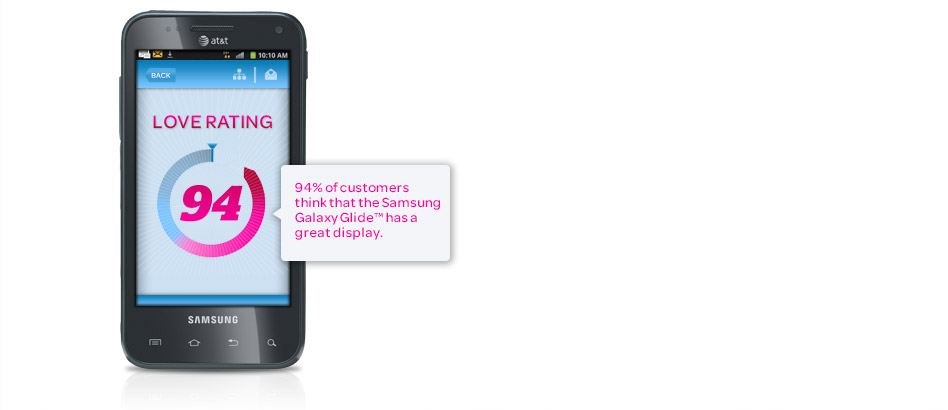 at&t
10:10 AM
BACK
LOVE RATING
94
94% of customers
think that the Samsung
Galaxy Glide™ has a
great display.
SAMSUNG